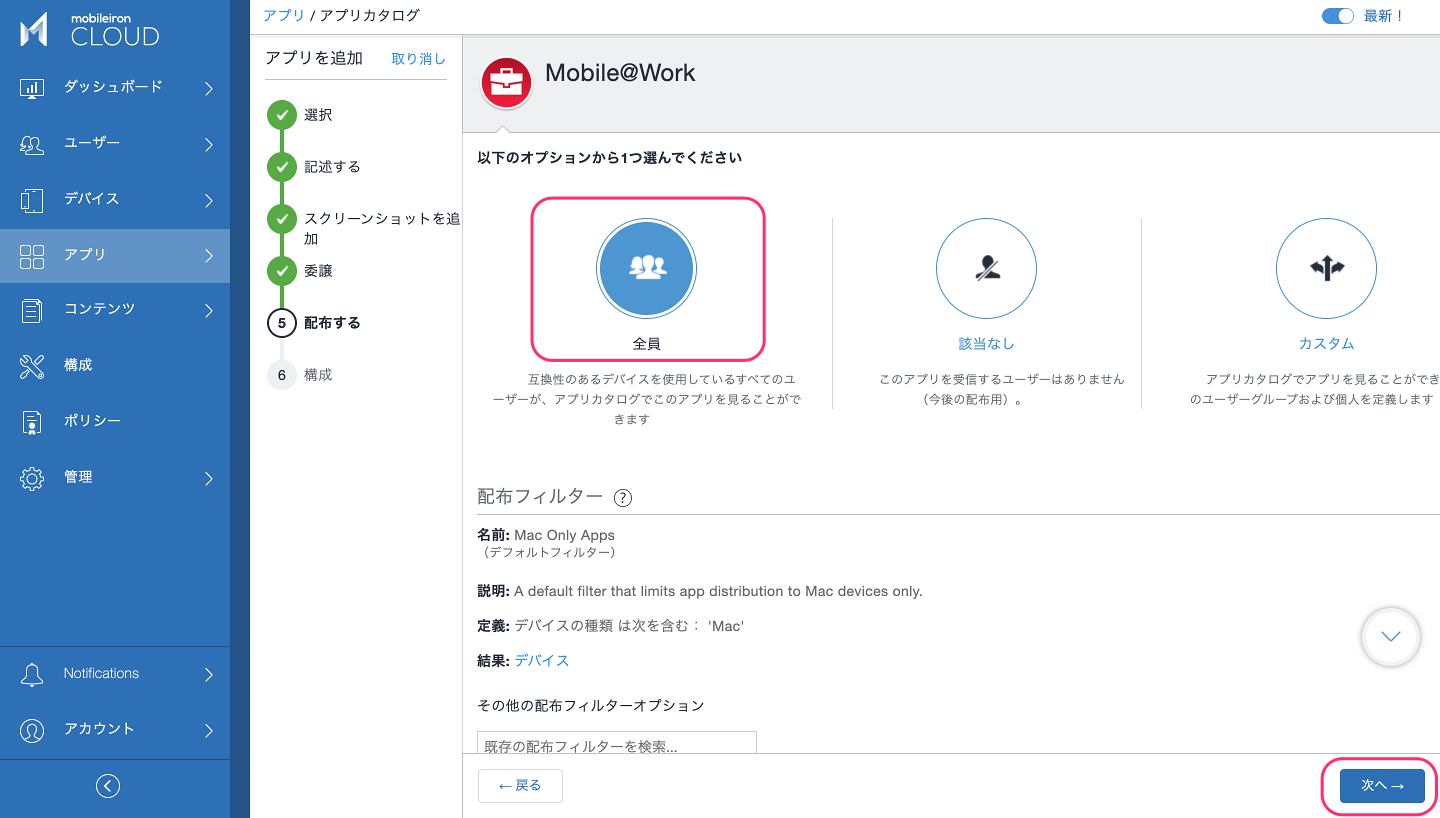 mobileiron
CLOUD
ダッシュボード
ユーザー
デバイス
アプリ
コンテンツ
構成
ポリシー
管理
Notifications
アカウント
アプリ / アプリカタログ
最新！
アプリを追加 取り消し
選択
記述する
スクリーンショットを追
加
委譲
5 配布する
6 構成
Mobile@Work
以下のオプションから1つ選んでください
全員
互換性のあるデバイスを使用しているすべてのユ
ーザーが、アプリカタログでこのアプリを見ることがで
きます
該当なし
このアプリを受信するユーザーはありません
（今後の配布用）。
カスタム
アプリカタログでアプリを見ることができ
のユーザーグループおよび個人を定義します
配布フィルター ?
名前: Mac Only Apps
（デフォルトフィルター）
説明: A default filter that limits app distribution to Mac devices only.
定義: デバイスの種類 は次を含む： 'Mac'
結果: デバイス
その他の配布フィルターオプション
既存の配布フィルターを検索...
← 戻る
次へ →